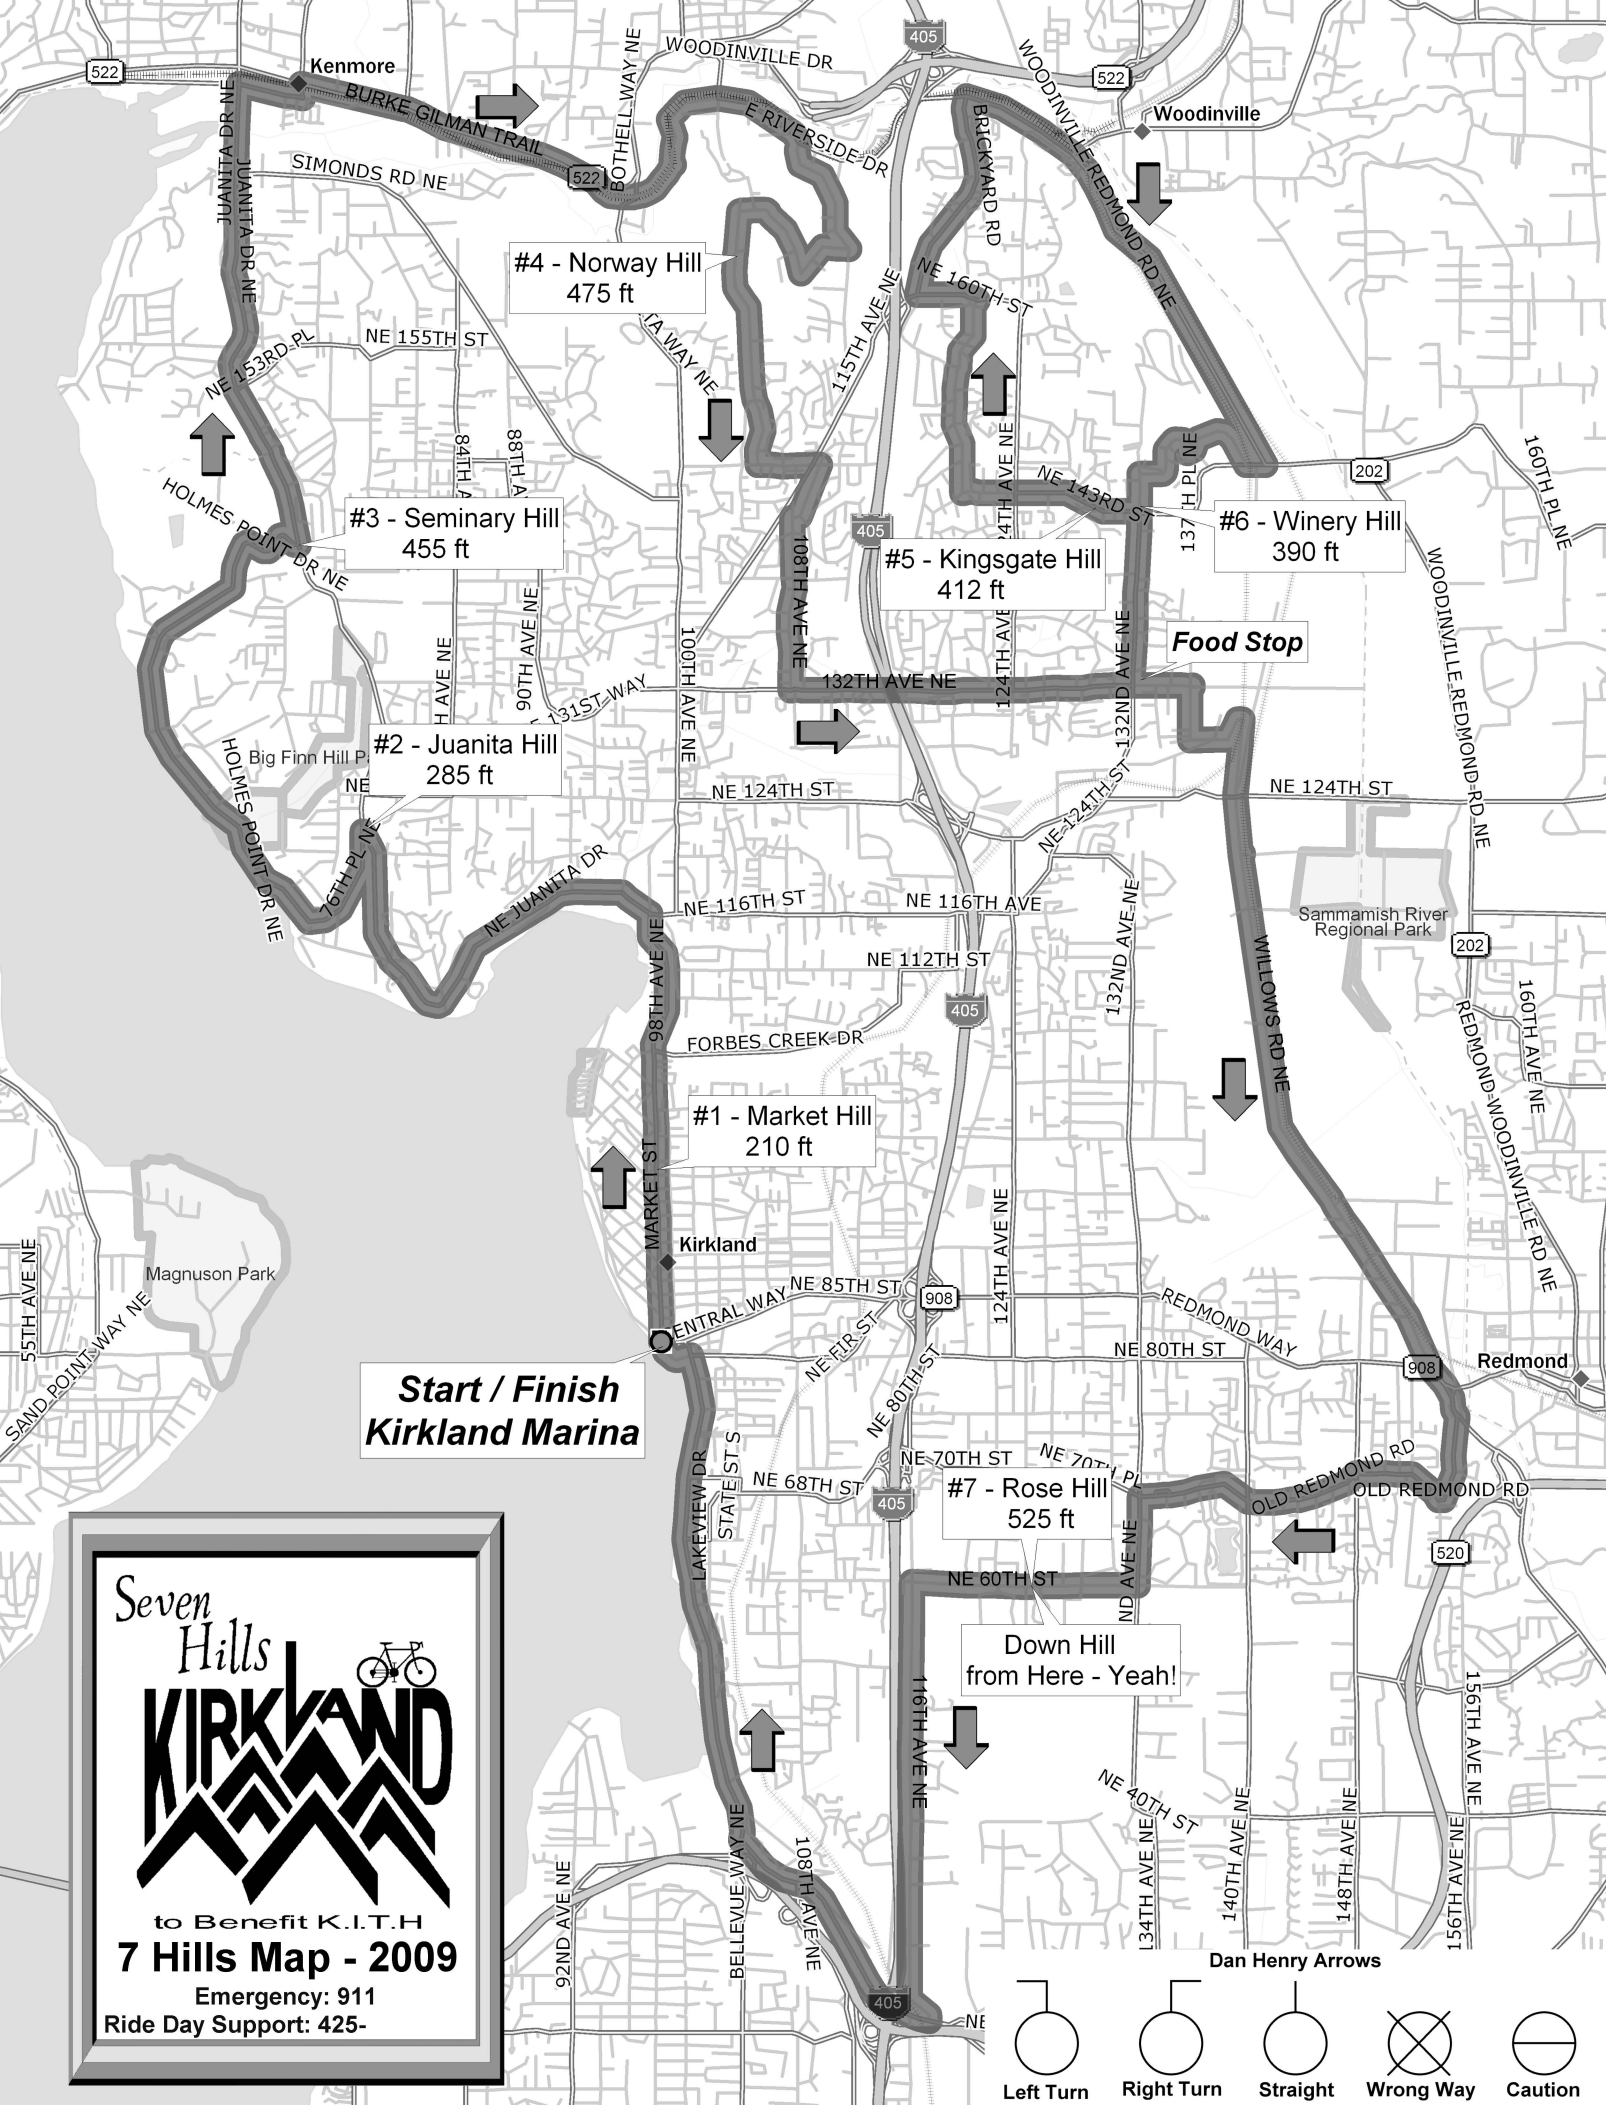 405
WOODINVILLE DR
522
Kenmore
522
Woodinville
BOTHELL WAY NE
WOODINVILLE REDMOND RD NE
JUANITA DR NE
JUANITA DR NE
BURKE GILMAN TRAIL
E RIVERSIDE DR
BRICKYARD RD
522
SIMONDS RD NE
#4 - Norway Hill
475 ft
NE 160TH ST
TA WAY NE
115TH AVE NE
NE 153RD PL
NE 155TH ST
84TH A
88TH A
HOLMES POINT DR NE
#3 - Seminary Hill
455 ft
405
#5 - Kingsgate Hill
412 ft
NE 143RD ST
124TH AVE NE
137TH PL NE
202
160TH PL NE
#6 - Winery Hill
390 ft
WOODINVILLE-REDMOND-RD NE
108TH AVE NE
100TH AVE NE
90TH AVE NE
H AVE NE
124TH AVE
132ND AVE NE
Food Stop
E 131ST WAY
132TH AVE NE
#2 - Juanita Hill
285 ft
Big Finn Hill P
NE
HOLMES POINT DR NE
76TH PL NE
NE 124TH ST
NE 124TH ST
NE 124TH ST
NE JUANITA DR
NE 116TH ST
NE 116TH AVE
NE 112TH ST
132ND AVE NE
Sammamish River
Regional Park
202
98TH AVE NE
405
FORBES CREEK DR
WILLOWS RD NE
160TH AVE NE
REDMOND-WOODINVILLE RD NE
#1 - Market Hill
210 ft
MARKET ST
Kirkland
124TH AVE NE
Magnuson Park
55TH AVE NE
SAND POINT WAY NE
ENTRAL WAY
NE 85TH ST
908
REDMOND WAY
NE FIR ST
NE 80TH ST
NE 80TH ST
908
Redmond
Start / Finish
Kirkland Marina
LAKEVIEW DR
STATE ST S
NE 68TH ST
405
NE 70TH ST
NE 70TH PL
OLD REDMOND RD
OLD REDMOND RD
#7 - Rose Hill
525 ft
520
NE 60TH ST
ND AVE NE
Down Hill
from Here - Yeah!
116TH AVE NE
NE 40TH ST
134TH AVE NE
140TH AVE NE
148TH AVE NE
156TH AVE NE
156TH AVE NE
92ND AVE NE
BELLEVUE WAY NE
108TH AVE NE
405
NE
Seven
Hills
KIRKLAND
to Benefit K.I.T.H
7 Hills Map - 2009
Emergency: 911
Ride Day Support: 425-
Dan Henry Arrows
Left Turn
Right Turn
Straight
Wrong Way
Caution